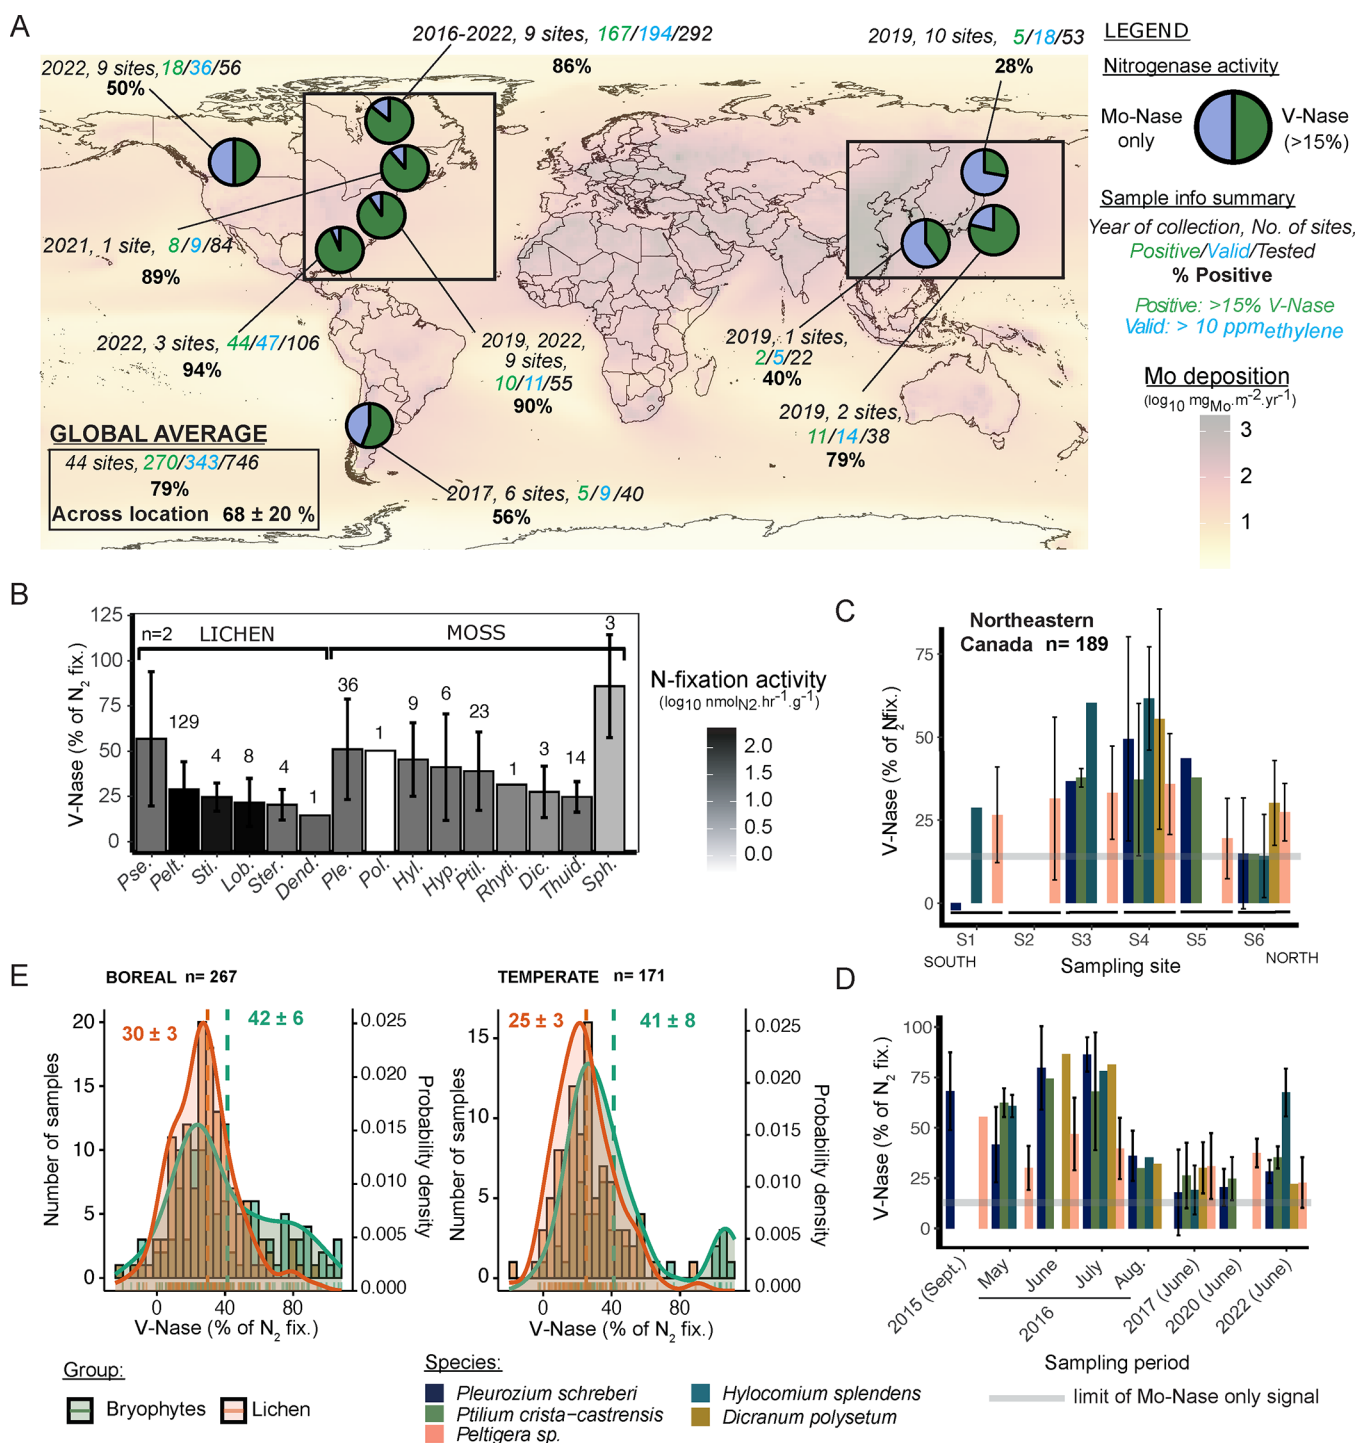 A
2016-2022, 9 sites, 167/194/292
86%
2019, 10 sites, 5/18/53
28%
2022, 9 sites, 18/36/56
50%
2021, 1 site, 8/9/84
89%
2022, 3 sites, 44/47/106
94%
2019, 2022,
9 sites,
10/11/55
90%
2019, 1 sites,
2/5/22
40%
2019, 2 sites,
11/14/38
79%
2017, 6 sites, 5/9/40
56%
GLOBAL AVERAGE
44 sites, 270/343/746
79%
Across location 68 ± 20 %
LEGEND
Nitrogenase activity
Mo-Nase only
V-Nase (>15%)
Sample info summary
Year of collection, No. of sites,
Positive/Valid/Tested
% Positive
Positive: >15% V-Nase
Valid: > 10 ppm ethylene
Mo deposition
(log10 mgMo.m-2.yr-1)
3
2
1
B
V-Nase (% of N2 fix.)
125
100
75
50
25
0
n=2 LICHEN MOSS
129 4 8 4 1 36 1 9 6 23 1 3 14 3
Pse. Pelt. Sti. Lob. Ster. Dend. Ple. Pol. Hyl. Hyp. Ptil. Rhyti. Dic. Thuid. Sph.
N-fixation activity
(log10 nmolN2.hr-1.g-1)
2.0
1.5
1.0
0.5
0.0
C
Northeastern
Canada n= 189
V-Nase (% of N2fix.)
75
50
25
0
S1 S2 S3 S4 S5 S6
SOUTH NORTH
Sampling site
D
V-Nase (% of N2 fix.)
100
75
50
25
0
2015 (Sept.) May June July Aug. 2017 (June) 2020 (June) 2022 (June)
2016
Sampling period
limit of Mo-Nase only signal
E
BOREAL n= 267
30 ± 3 42 ± 6
Number of samples
20
15
10
5
0
0.025
0.020
0.015
0.010
0.005
0.000
Probability density
0 40 80
V-Nase (% of N2 fix.)
TEMPERATE n= 171
25 ± 3 41 ± 8
Number of samples
15
10
5
0
0.025
0.020
0.015
0.010
0.005
0.000
Probability density
0 40 80
V-Nase (% of N2 fix.)
Group:
Bryophytes Lichen
Species:
Pleurozium schreberi
Ptilium crista−castrensis
Peltigera sp.
Hylocomium splendens
Dicranum polysetum